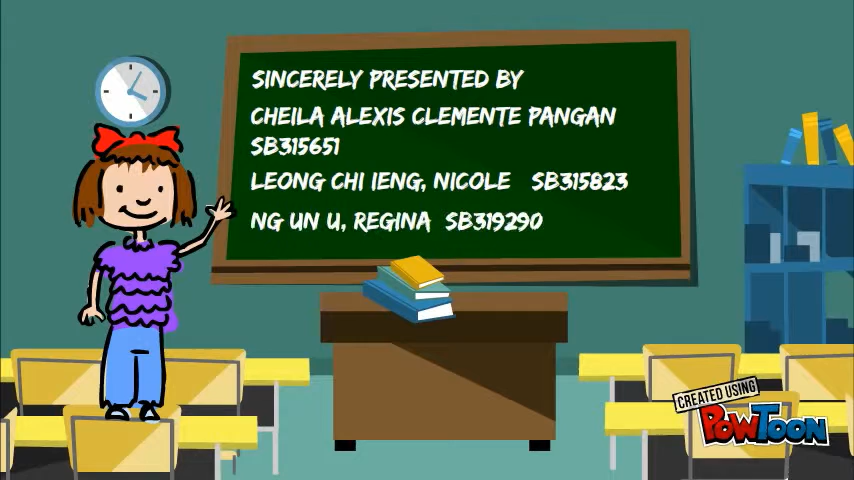 SINCERELY PRESENTED BY
CHEILA ALEXIS CLEMENTE PANGAN
SB315651
LEONG CHI IENG, NICOLE SB315823
NG UN U, REGINA SB319290
CREATED USING
POWTOON